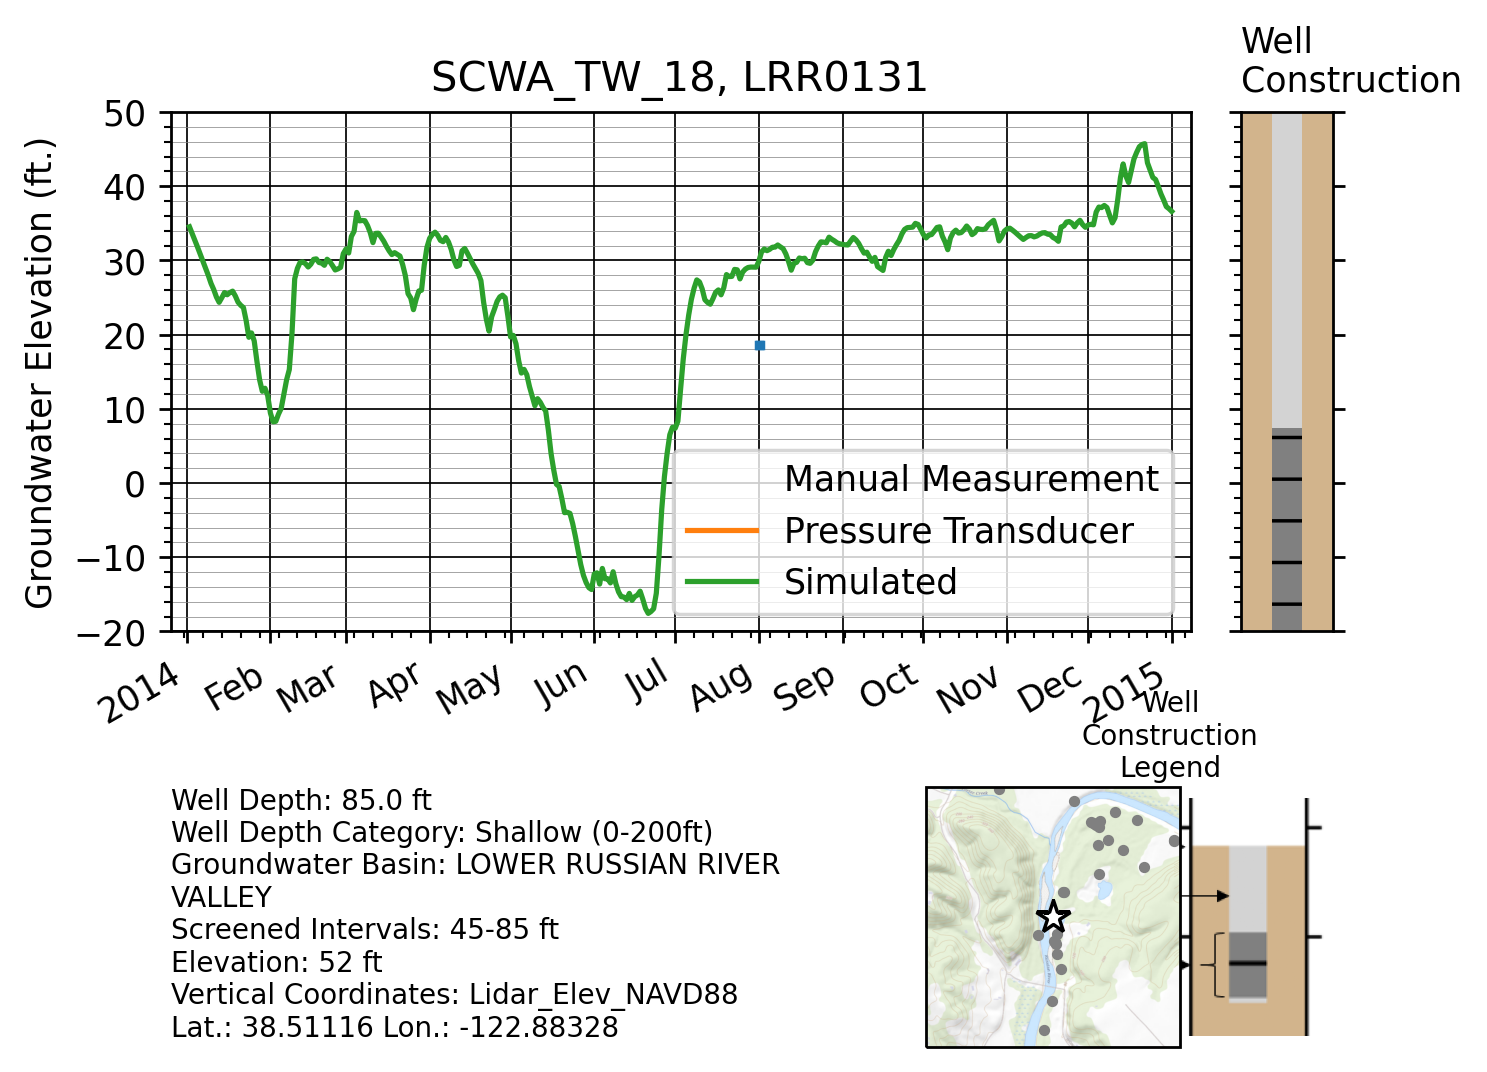 Well
Construction
SCWA_TW_18, LRR0131
Groundwater Elevation (ft.)
50
40
30
20
10
0
−10
−20
Manual Measurement
Pressure Transducer
Simulated
2014
Feb
Mar
Apr
May
Jun
Jul
Aug
Sep
Oct
Nov
Dec
2015
Well
Construction
Legend
Well Depth: 85.0 ft
Well Depth Category: Shallow (0-200ft)
Groundwater Basin: LOWER RUSSIAN RIVER
VALLEY
Screened Intervals: 45-85 ft
Elevation: 52 ft
Vertical Coordinates: Lidar_Elev_NAVD88
Lat.: 38.51116 Lon.: -122.88328